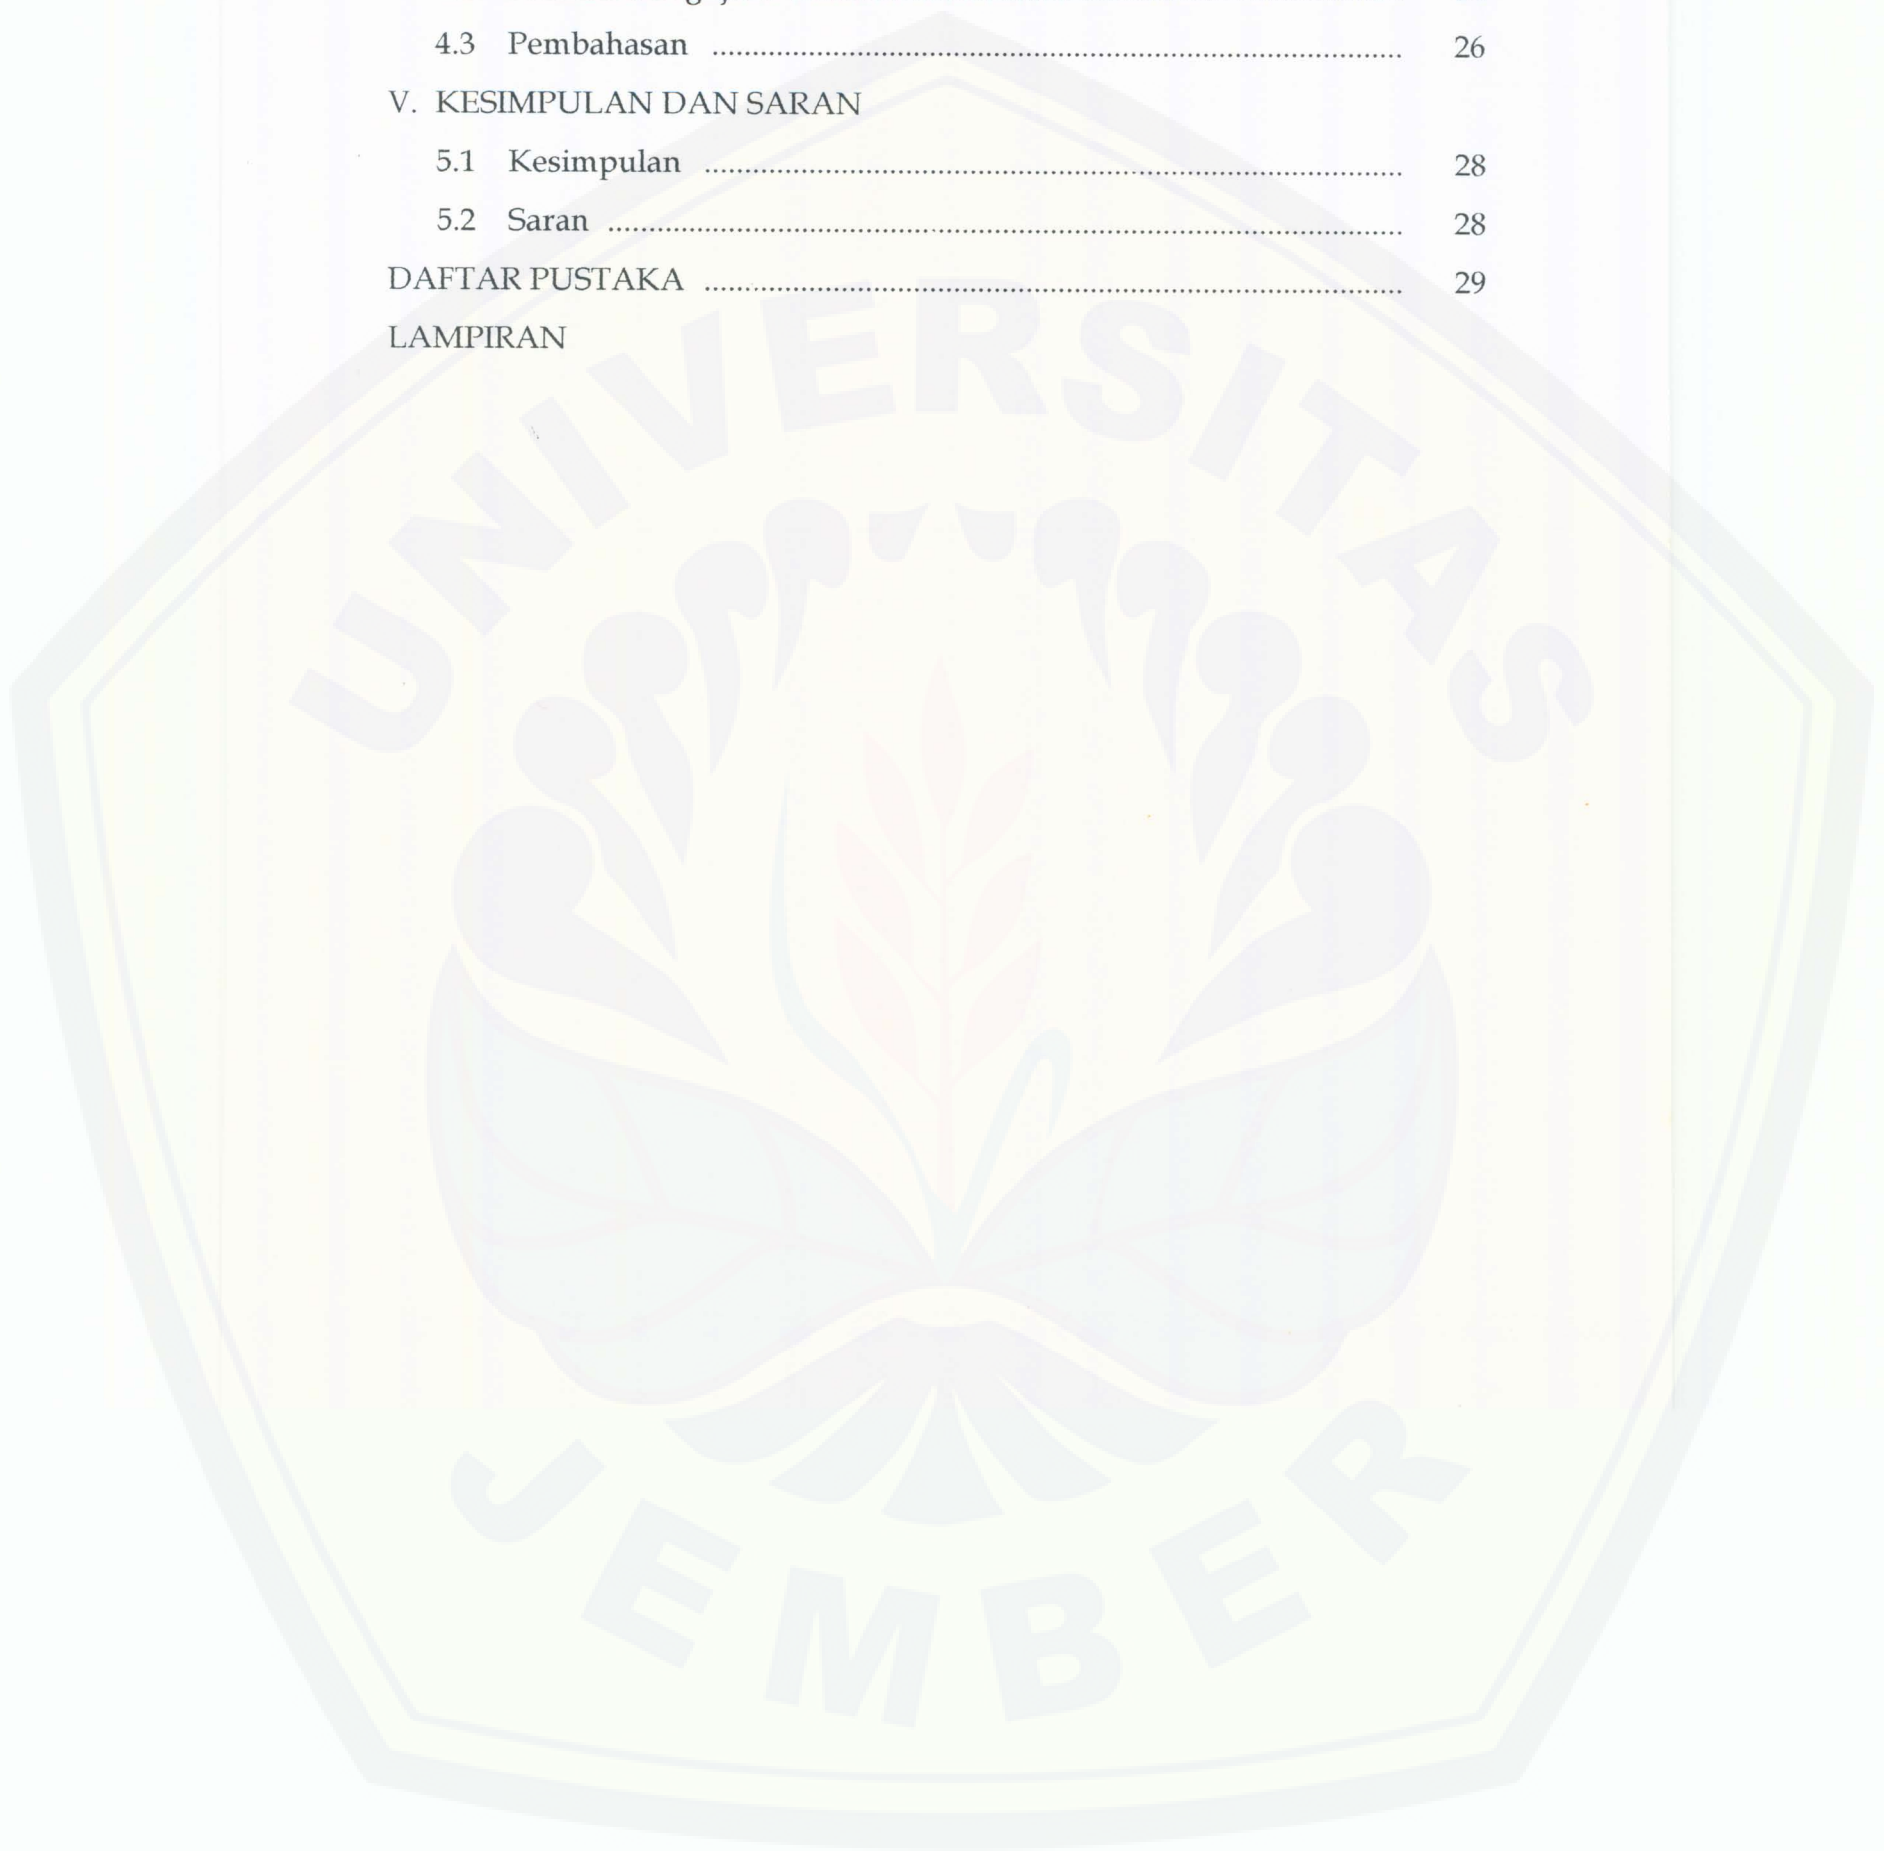 4.3 Pembahasan ........................................ 26
V. KESIMPULAN DAN SARAN
5.1 Kesimpulan ........................................ 28
5.2 Saran ........................................ 28
DAFTAR PUSTAKA ........................................ 29
LAMPIRAN
UNIVERSITAS
JEMBER